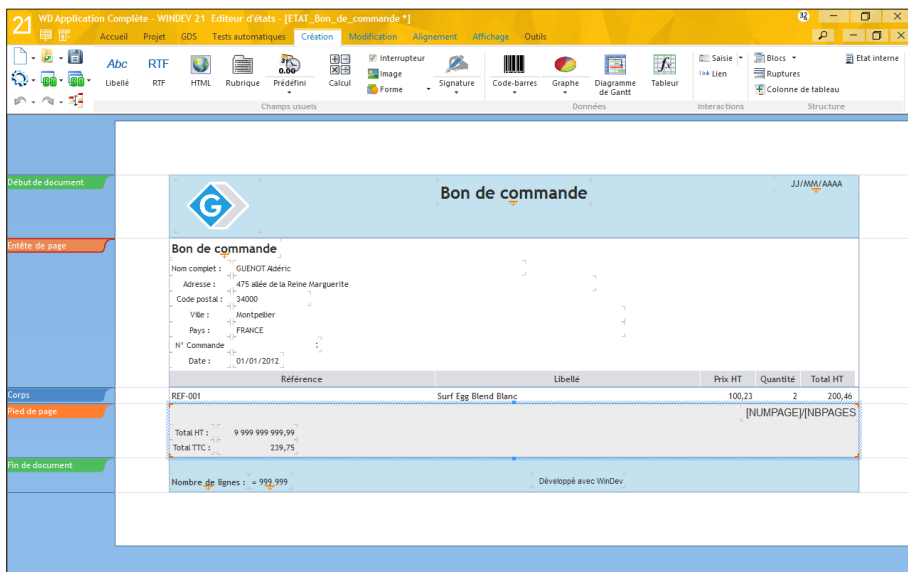 21 WD Application Complète - WINDEV 21 Editeur d'états - [ETAT_Bon_de_commande *]
32
Accueil Projet GDS Tests automatiques Création Modification Alignement Affichage Outils
Abc RTF
Libellé RTF HTML Rubrique Prédéfini Calcul
0.00
Interrupteur
Image
Forme
Signature Code-barres Graphe Diagramme de Gantt Tableur
Saisie
Link Lien
Blocs
Ruptures
Colonne de tableau
Etat interne
GO GO
Champs usuels Données Interactions Structure
Début de document
G
Bon de commande
JJ/MM/AAAA
Entête de page
Bon de commande
Nom complet : GUENOT Aldéric
Adresse : 475 allée de la Reine Marguerite
Code postal : 34000
Ville : Montpellier
Pays : FRANCE
N° Commande :
Date : 01/01/2012
Référence Libellé Prix HT Quantité Total HT
Corps
REF-001 Surf Egg Blend Blanc 100,23 2 200,46
Pied de page
[NUMPAGE]/[NBPAGES
Total HT : 9 999 999 999,99
Total TTC : 239,75
Fin de document
Nombre de lignes : = 999 999
Développé avec WinDev